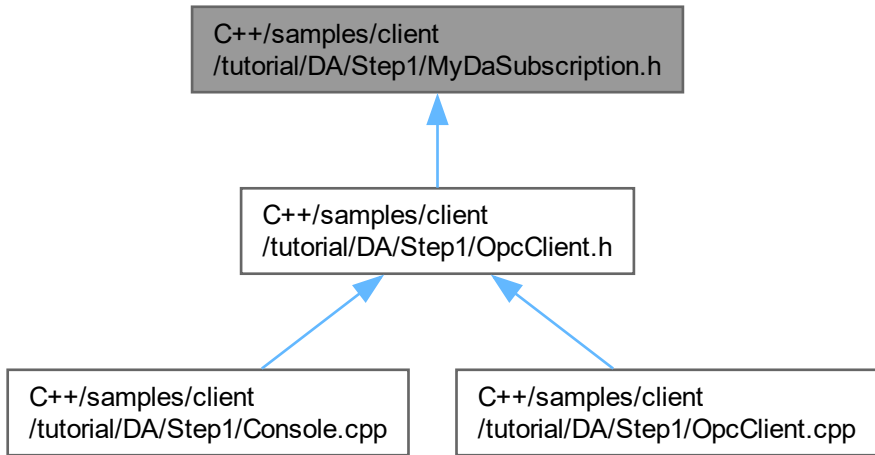 C++/samples/client
/tutorial/DA/Step1/MyDaSubscription.h
C++/samples/client
/tutorial/DA/Step1/OpcClient.h
C++/samples/client
/tutorial/DA/Step1/Console.cpp
C++/samples/client
/tutorial/DA/Step1/OpcClient.cpp